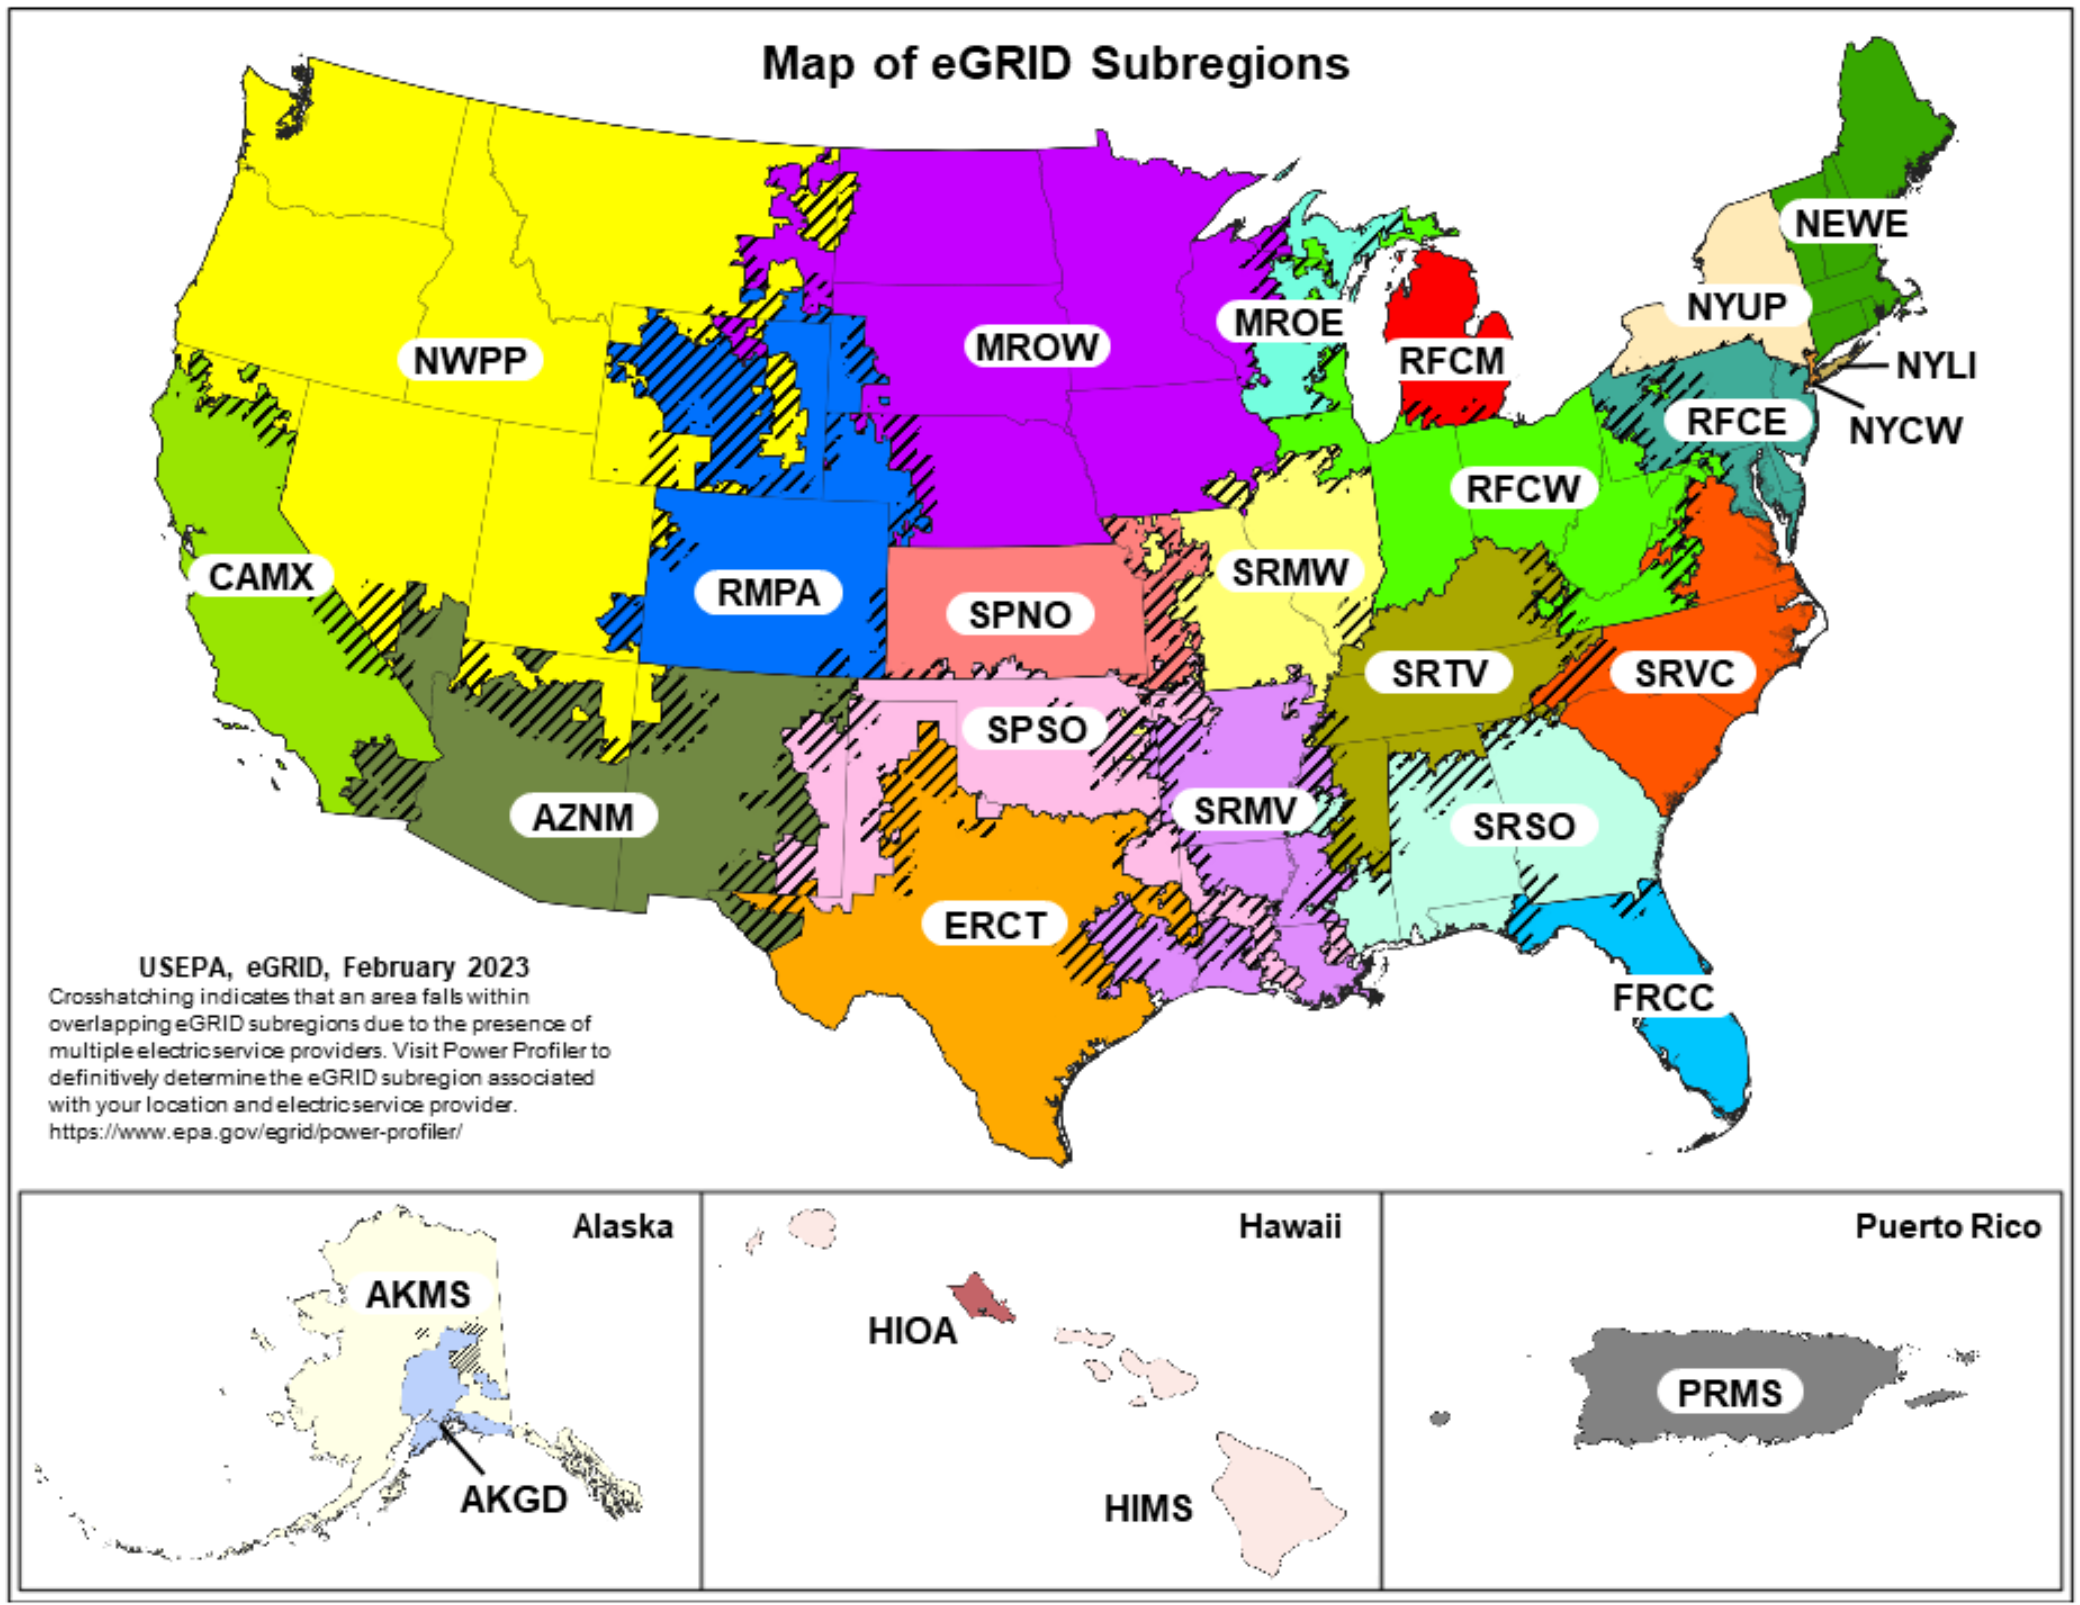 Map of eGRID Subregions
NEWE
NYUP
MROE
NWPP
MROW
RFCM
NYLI
RFCE
NYCW
RFCW
CAMX
SRMW
RMPA
SPNO
SRTV
SRVC
SPSO
AZNM
SRMV
SRSO
ERCT
FRCC
USEPA, eGRID, February 2023
Crosshatching indicates that an area falls within
overlapping eGRID subregions due to the presence of
multiple electric service providers. Visit Power Profiler to
definitively determine the eGRID subregion associated
with your location and electric service provider.
https://www.epa.gov/egrid/power-profiler/
Alaska
AKMS
AKGD
Hawaii
HIOA
HIMS
Puerto Rico
PRMS